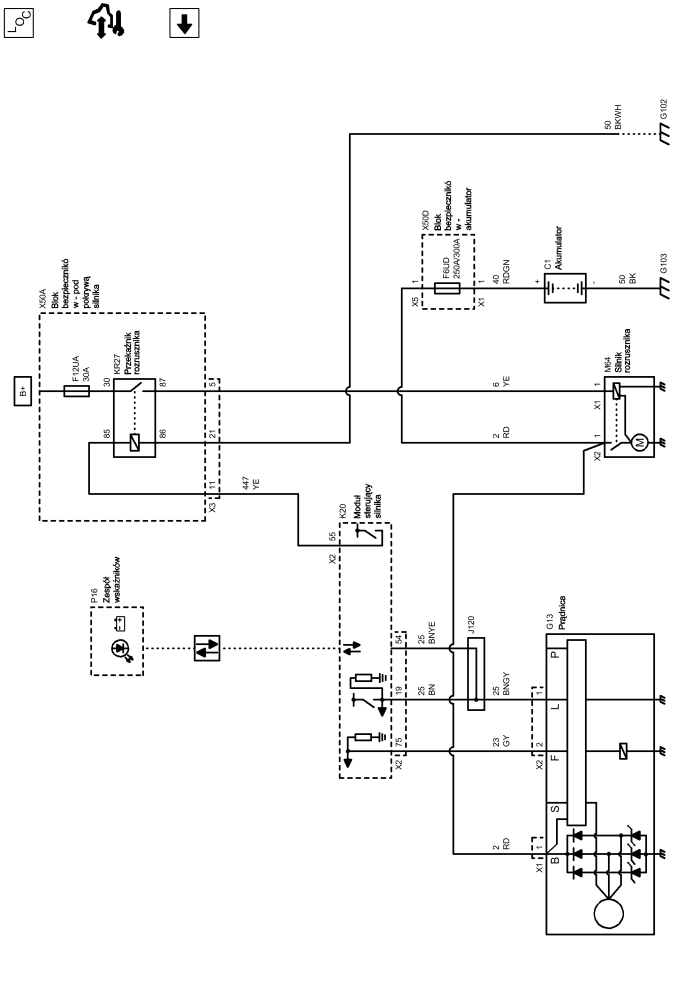 LOC
B+
X50A
Blok
bezpiecznikó
w - pod
pokrywą
silnika
F12UA
30A
KR27
Przekaźnik
rozrusznika
30
85
87
86
5
21
11
X3
447
YE
50
BKWH
G102
X50D
Blok
bezpiecznikó
w -
akumulator
X5
1
F6UD
250A/300A
X1
1
40
RDGN
C1
Akumulator
+
-
50
BK
G103
6
YE
2
RD
M64
Silnik
rozrusznika
X1
1
X2
1
M
P16
Zespół
wskaźników
- +
K20
Moduł
sterujący
silnika
X2
55
54
19
75
X2
25
BNYE
25
BN
J120
25
BNGY
23
GY
2
RD
G13
Prądnica
X2
2
1
X1
1
P
L
F
S
B